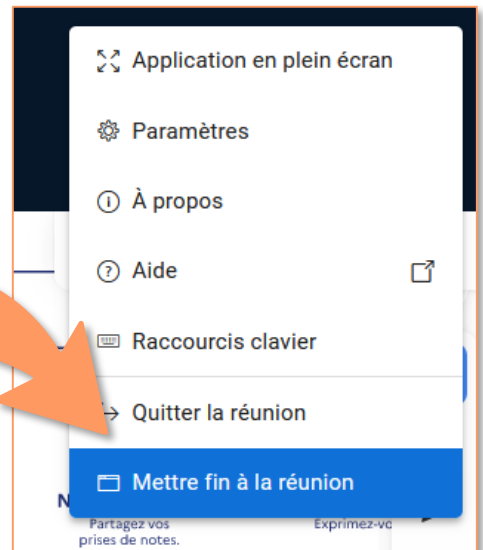 Application en plein écran
Paramètres
À propos
Aide
Raccourcis clavier
Quitter la réunion
Mettre fin à la réunion
N
Partagez vos
prises de notes.
Exprimez-vo